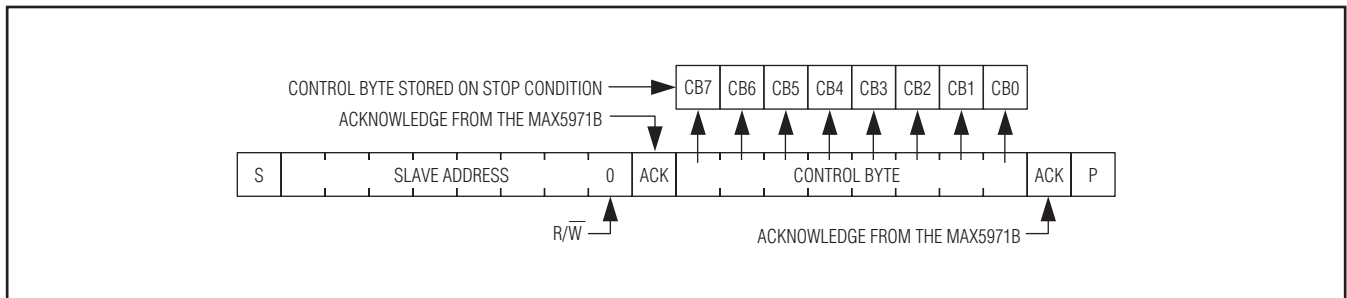 CONTROL BYTE STORED ON STOP CONDITION CB7 CB6 CB5 CB4 CB3 CB2 CB1 CB0
ACKNOWLEDGE FROM THE MAX5971B
S SLAVE ADDRESS 0 ACK CONTROL BYTE ACK P
R/W̅ ACKNOWLEDGE FROM THE MAX5971B